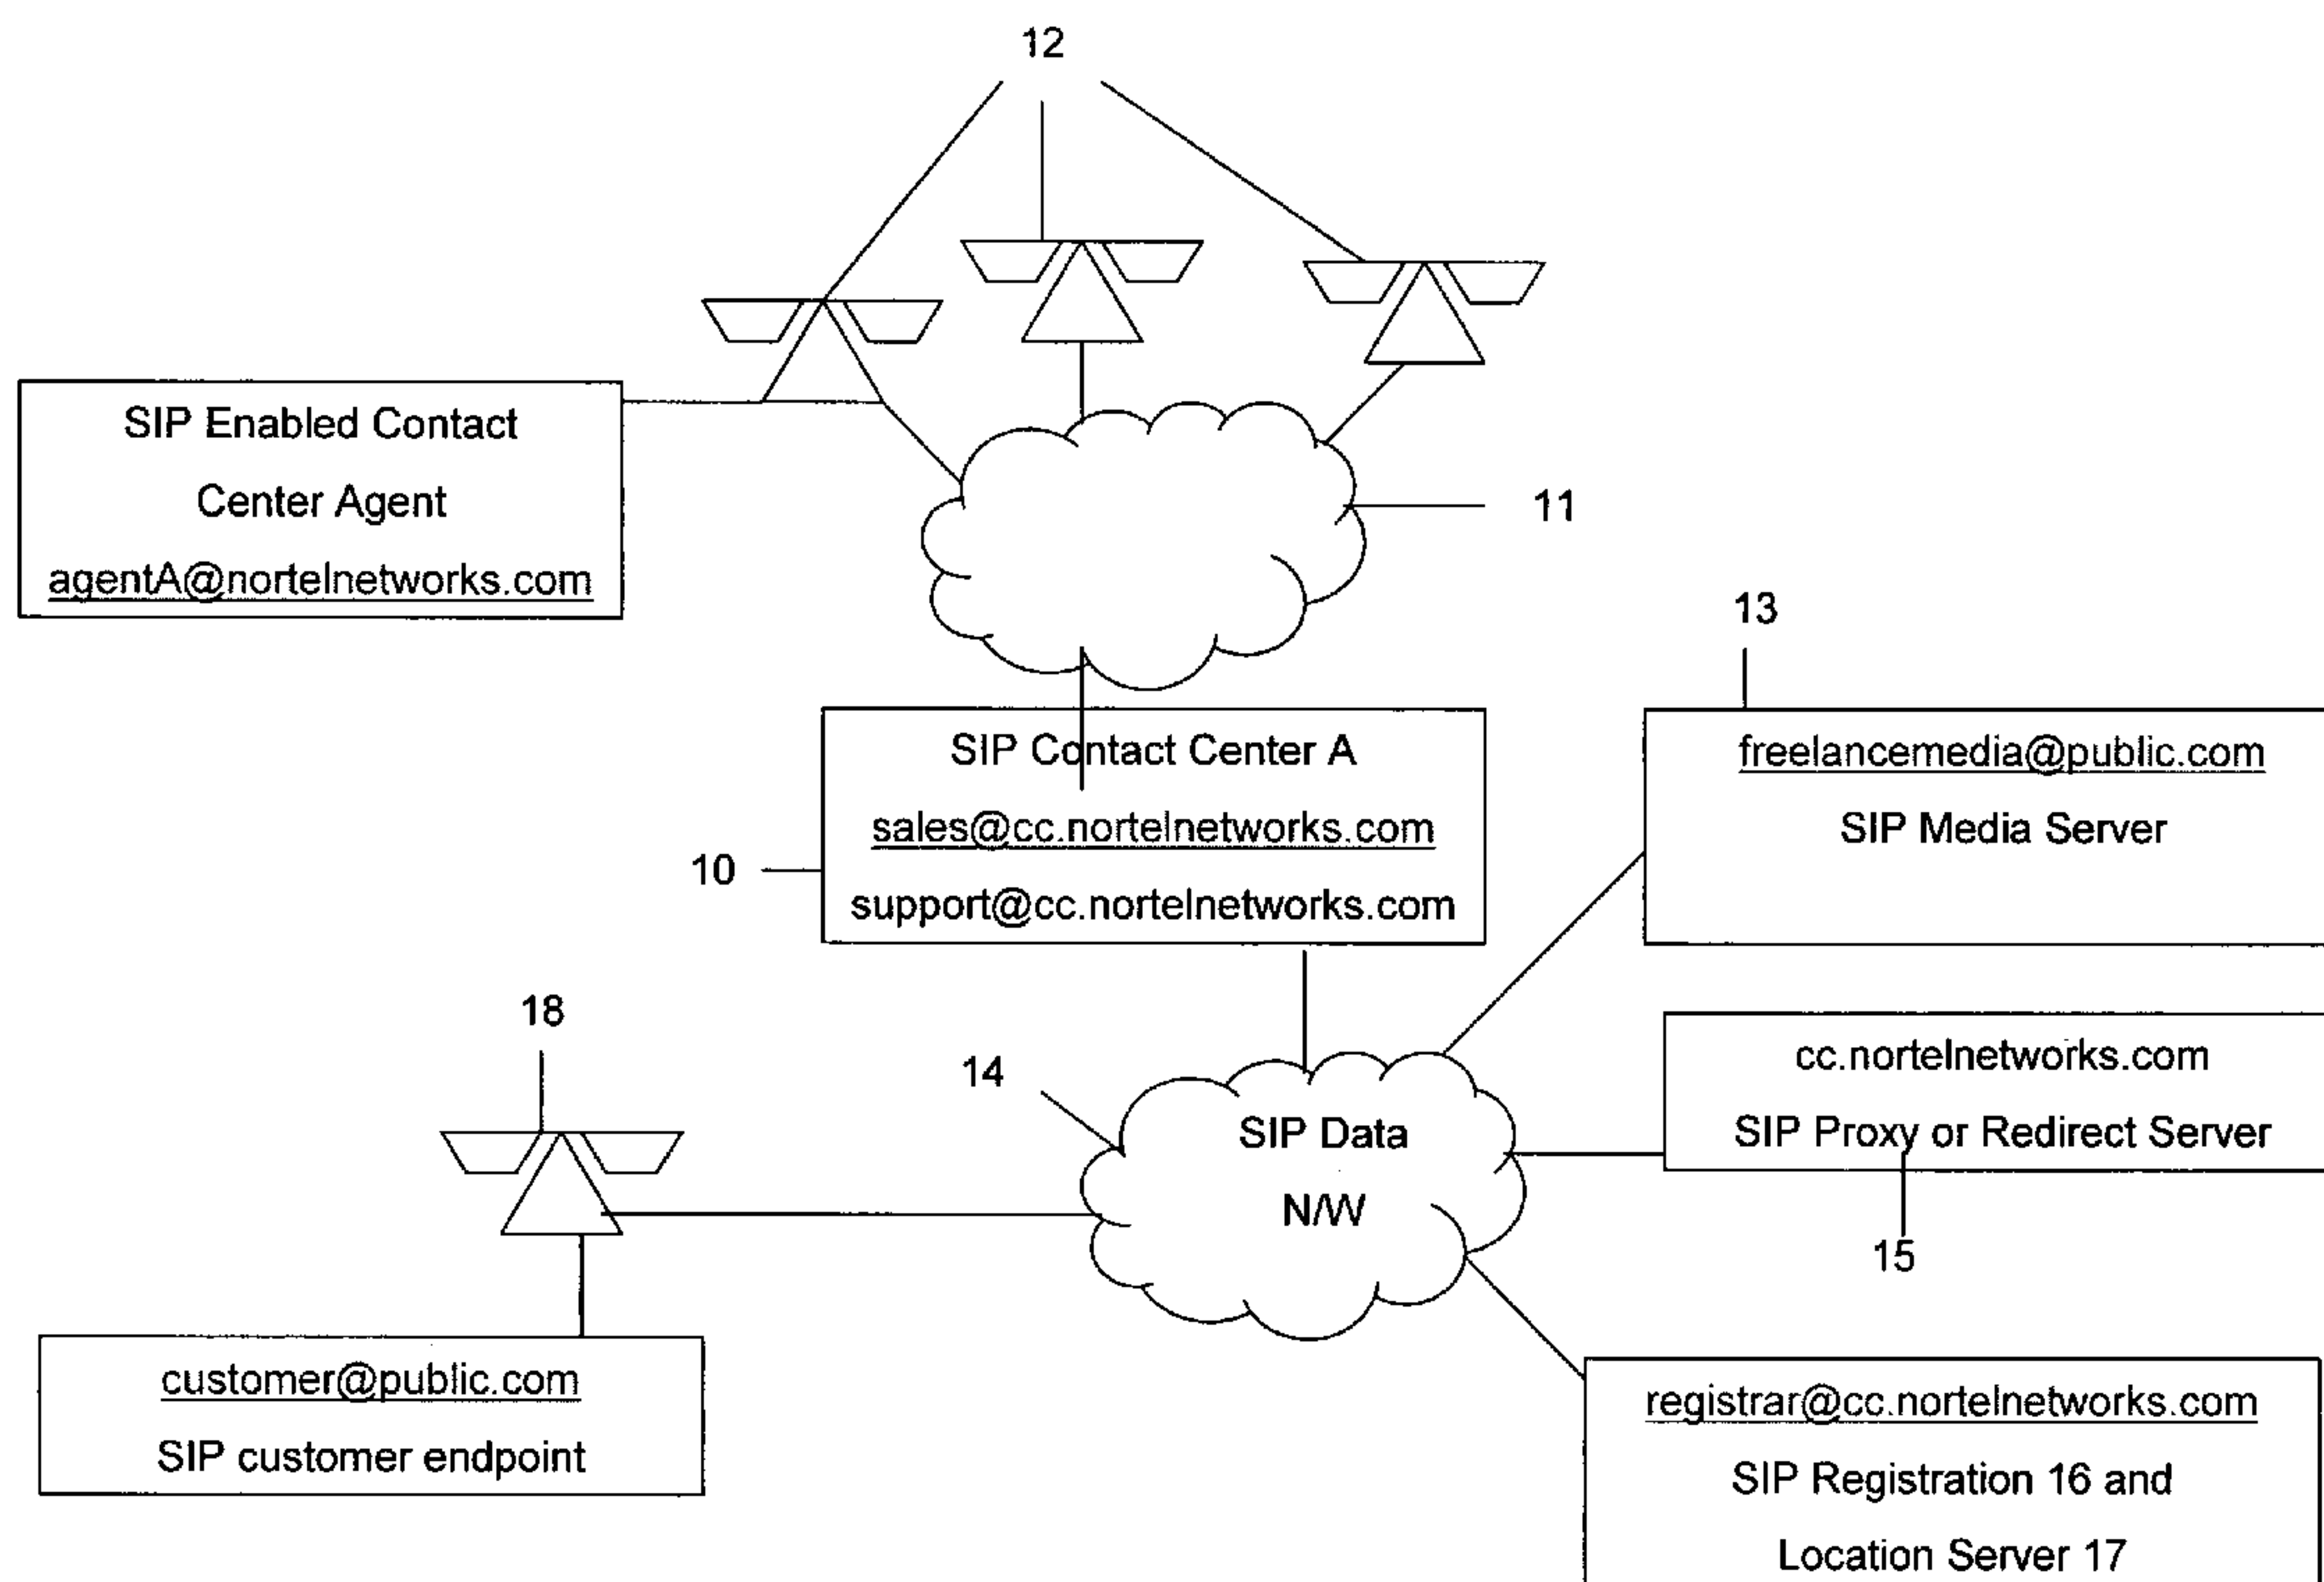 12
SIP Enabled Contact
Center Agent
agentA@nortelnetworks.com
11
13
SIP Contact Center A
sales@cc.nortelnetworks.com
support@cc.nortelnetworks.com
10
freelancemedia@public.com
SIP Media Server
18
14
SIP Data
N/W
cc.nortelnetworks.com
SIP Proxy or Redirect Server
15
customer@public.com
SIP customer endpoint
registrar@cc.nortelnetworks.com
SIP Registration 16 and
Location Server 17